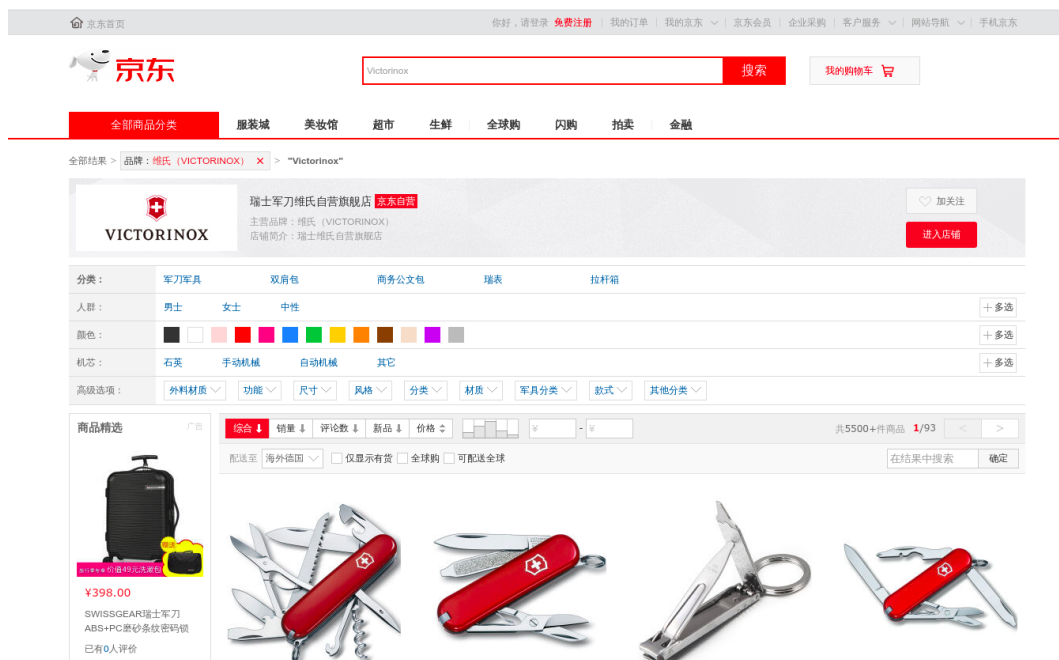 京东首页
你好，请登录 免费注册 我的订单 我的京东 京东会员 企业采购 客户服务 网站导航 手机京东
京东
Victorinox 搜索 我的购物车
全部商品分类 服装城 美妆馆 超市 生鲜 全球购 闪购 拍卖 金融
全部结果 > 品牌：维氏（VICTORINOX） × > "Victorinox"
VICTORINOX
瑞士军刀维氏自营旗舰店 京东自营
主营品牌：维氏（VICTORINOX）
店铺简介：瑞士维氏自营旗舰店
加关注
进入店铺
分类： 军刀军具 双肩包 商务公文包 瑞表 拉杆箱
人群： 男士 女士 中性 多选
颜色： 多选
机芯： 石英 手动机械 自动机械 其它 多选
高级选项： 外料材质 功能 尺寸 风格 分类 材质 军具分类 款式 其他分类
商品精选 广告
综合 销量 评论数 新品 价格 ¥ - ¥ 共5500+件商品 1/93 < >
配送至 海外德国 仅显示有货 全球购 可配送全球 在结果中搜索 确定
价值49元洗漱包
¥398.00
SWISSGEAR瑞士军刀
ABS+PC磨砂条纹密码锁
已有0人评价